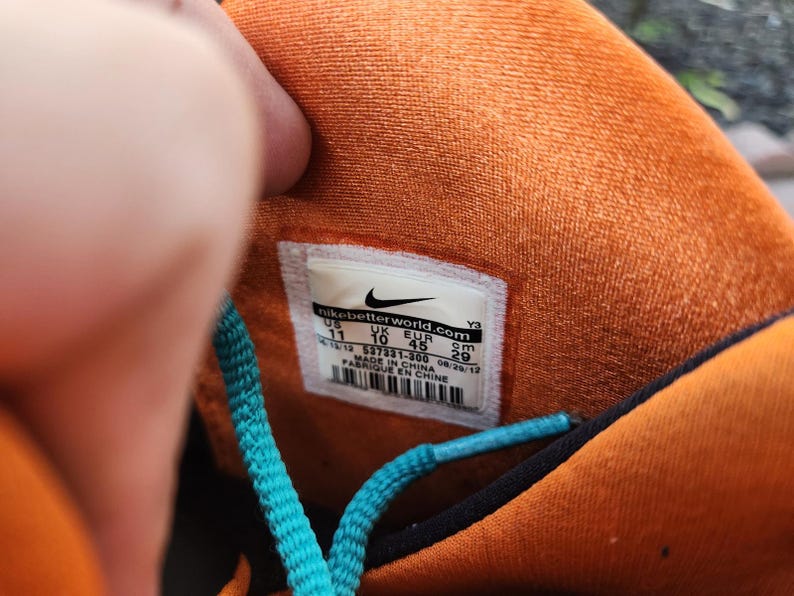 nikebetterworld.com
Y3
US UK EUR cm
11 10 45 29
537331-300 08/29/12
MADE IN CHINA
FABRIQUE EN CHINE